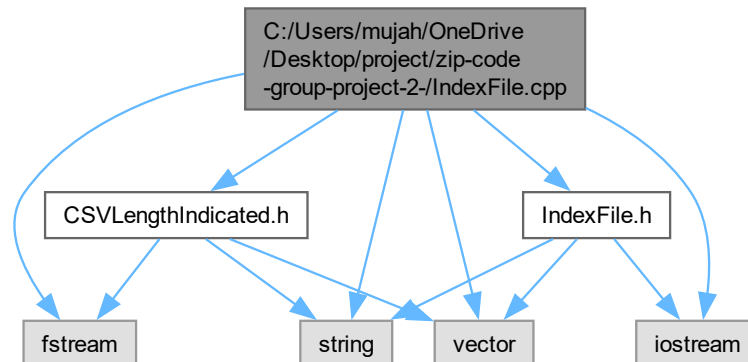 C:/Users/mujah/OneDrive
/Desktop/project/zip-code
-group-project-2-/IndexFile.cpp
CSVLengthIndicated.h
IndexFile.h
fstream
string
vector
iostream